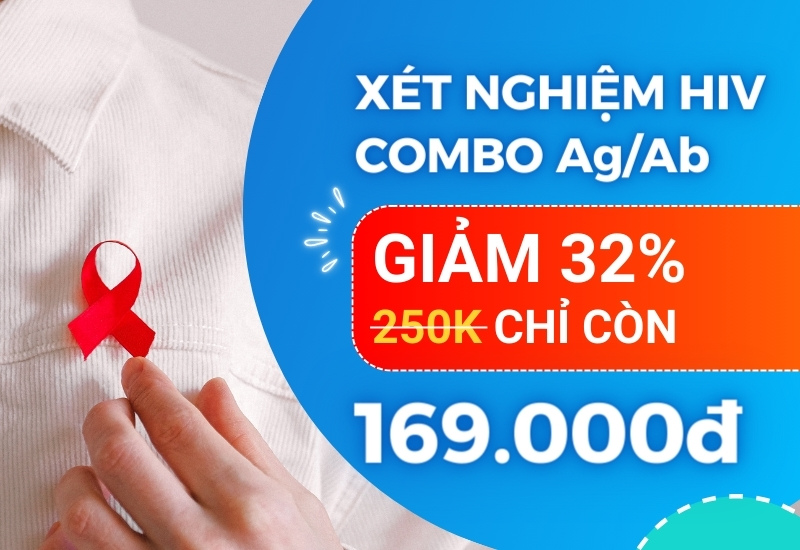 XÉT NGHIỆM HIV
COMBO Ag/Ab
GIẢM 32%
250K CHỈ CÒN
169.000đ